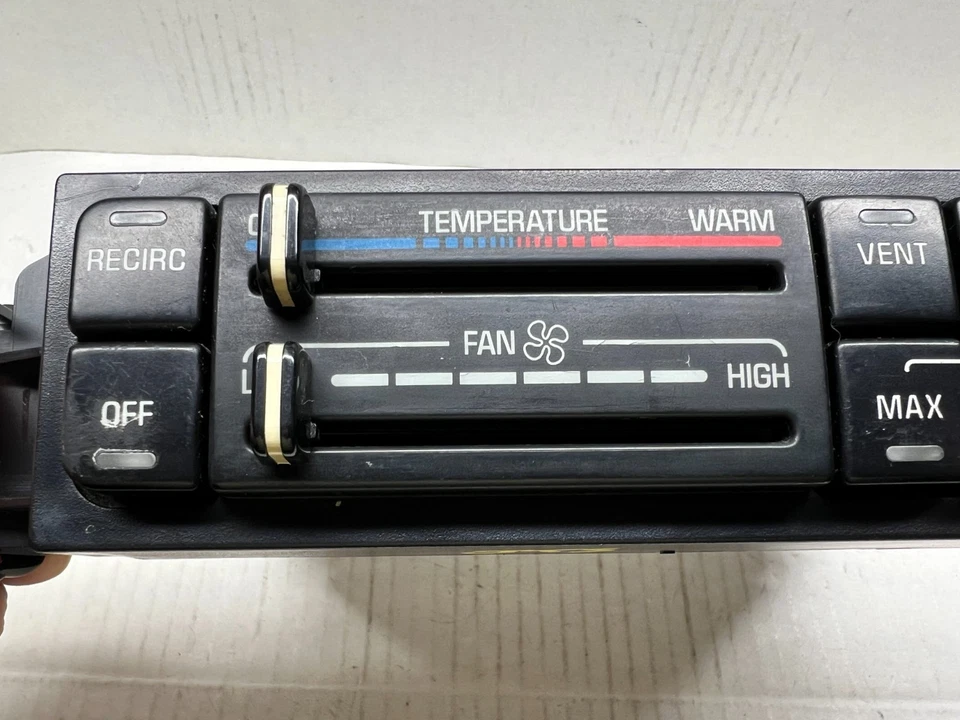 RECIRC
OFF
TEMPERATURE WARM
FAN
HIGH
VENT
MAX